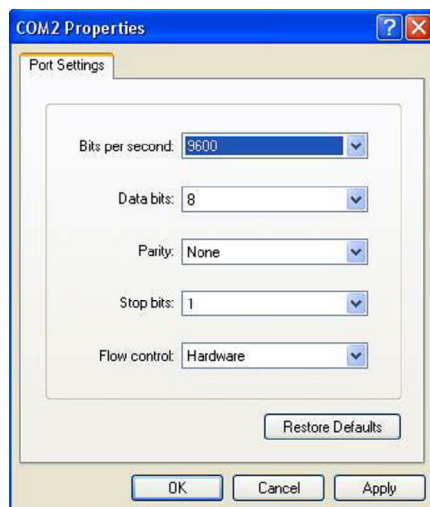 COM2 Properties
Port Settings
Bits per second: 9600
Data bits: 8
Parity: None
Stop bits: 1
Flow control: Hardware
Restore Defaults
OK Cancel Apply